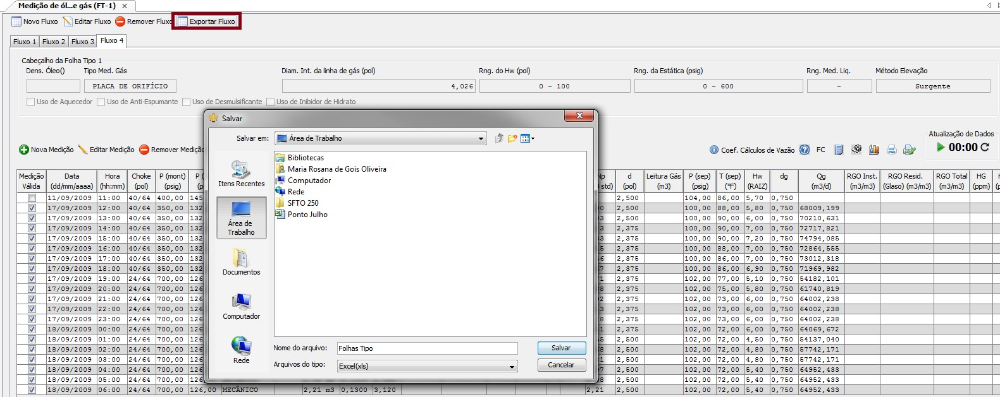 Medição de ól...e gás (FT-1)
Novo Fluxo Editar Fluxo Remover Fluxo Exportar Fluxo
Fluxo 1 Fluxo 2 Fluxo 3 Fluxo 4
Cabeçalho da Folha Tipo 1
Dens. Óleo() Tipo Med. Gás Diam. Int. da linha de gás (pol) Rng. do Hw (pol) Rng. da Estática (psig) Rng. Med. Liq. Método Elevação
PLACA DE ORIFÍCIO 4,026 0 - 100 0 - 600 - Surgente
Uso de Aquecedor Uso de Anti-Espumante Uso de Desmulsificante Uso de Inibidor de Hidrato
Nova Medição Editar Medição Remover Medição
Coef. Cálculos de Vazão FC
Atualização de Dados
00:00
Salvar
Salvar em: Área de Trabalho
Itens Recentes
Área de
Trabalho
Documentos
Computador
Rede
Bibliotecas
Maria Rosana de Gois Oliveira
Computador
Rede
SFTO 250
Ponto Julho
Nome do arquivo: Folhas Tipo Salvar
Arquivos do tipo: Excel(xls) Cancelar
Medição Data Hora Choke P (mont) d Leitura Gás P (sep) T (sep) Hw dg Qg RGO Inst. RGO Resid. RGO Total HG
Válida (dd/mm/aaaa) (hh:mm) (pol) (psig) (pol) (m3) (psig) (ºF) (RAIZ) (m3/d) (m3/m3) (Glaso) (m3/m3) (m3/m3) (ppm)
11/09/2009 11:00 40/64 400,00 145 2,500 104,00 86,00 5,70 0,750
17/09/2009 12:00 40/64 350,00 132 2,500 100,00 88,00 5,80 0,750 68009,199
17/09/2009 13:00 40/64 350,00 132 2,500 100,00 90,00 6,00 0,750 70210,631
17/09/2009 14:00 40/64 350,00 132 2,375 100,00 90,00 7,00 0,750 72717,821
17/09/2009 15:00 40/64 350,00 132 2,375 100,00 90,00 7,20 0,750 74794,085
17/09/2009 16:00 40/64 350,00 132 2,375 100,00 88,00 7,00 0,750 72864,555
17/09/2009 17:00 40/64 350,00 132 2,375 100,00 86,00 7,00 0,750 73012,318
17/09/2009 18:00 40/64 350,00 132 2,375 100,00 86,00 6,90 0,750 71969,982
17/09/2009 19:00 24/64 700,00 126 2,375 102,00 77,00 5,10 0,750 54182,101
17/09/2009 20:00 24/64 700,00 126 2,375 102,00 75,00 5,80 0,750 61740,819
17/09/2009 21:00 24/64 700,00 126 2,375 102,00 73,00 6,00 0,750 64002,238
17/09/2009 22:00 24/64 700,00 126 2,375 102,00 73,00 6,00 0,750 64002,238
17/09/2009 23:00 24/64 700,00 126 2,375 102,00 73,00 6,00 0,750 64002,238
18/09/2009 00:00 24/64 700,00 126 2,375 102,00 72,00 6,00 0,750 64069,672
18/09/2009 01:00 24/64 700,00 126 2,500 102,00 72,00 4,50 0,750 54137,040
18/09/2009 02:00 24/64 700,00 126 2,500 102,00 72,00 4,80 0,750 57742,171
18/09/2009 03:00 24/64 700,00 126 2,500 102,00 72,00 4,80 0,750 57742,171
18/09/2009 04:00 24/64 700,00 126 2,500 102,00 72,00 5,40 0,750 64952,433
18/09/2009 05:00 24/64 700,00 126 2,500 102,00 72,00 5,40 0,750 64952,433
18/09/2009 06:00 24/64 700,00 126,00 MECÂNICO 2,21 m3 0,1300 3,120 2,21 2,500 102,00 72,00 5,40 0,750 64952,433